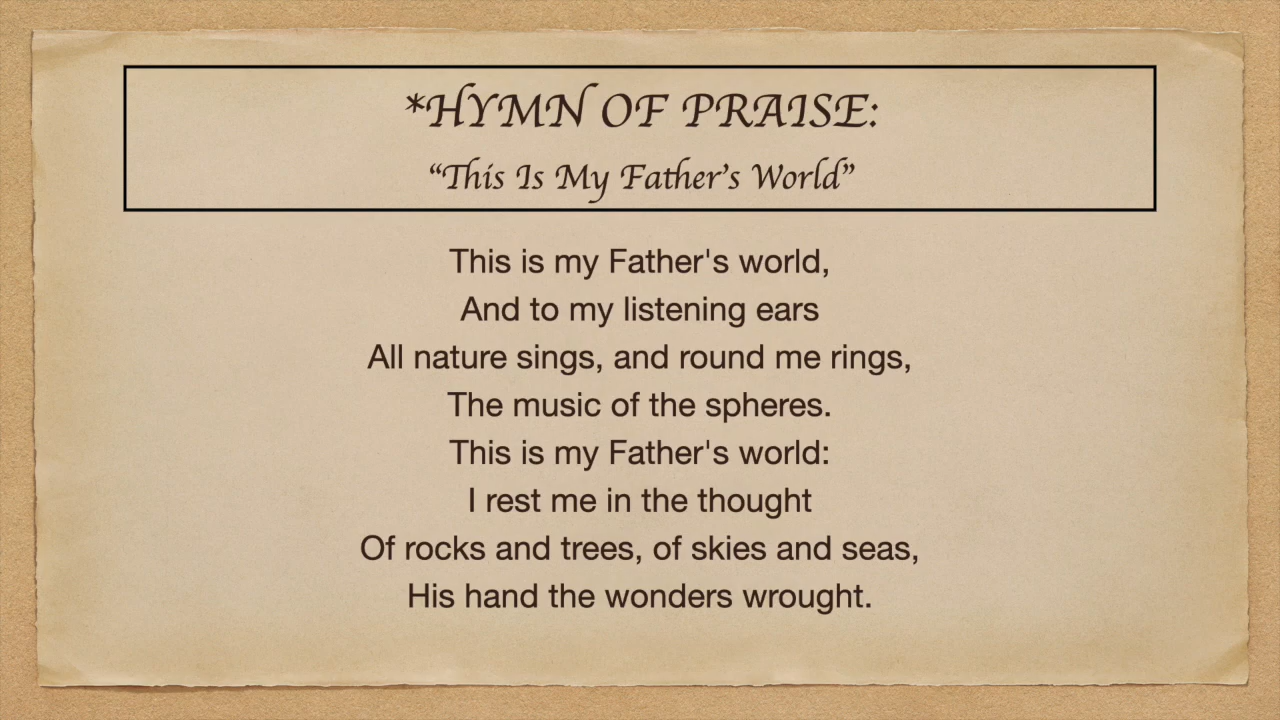 *HYMN OF PRAISE:
“This Is My Father’s World”
This is my Father's world,
And to my listening ears
All nature sings, and round me rings,
The music of the spheres.
This is my Father's world:
I rest me in the thought
Of rocks and trees, of skies and seas,
His hand the wonders wrought.